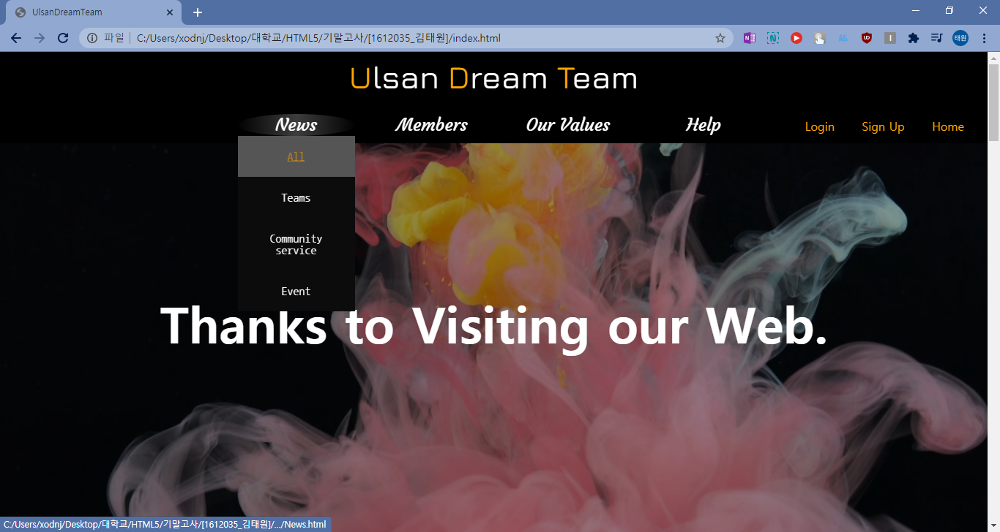 UlsanDreamTeam
파일
C:/Users/xodnj/Desktop/대학교/HTML5/기말고사/[1612035_김태원]/index.html
태원
Ulsan Dream Team
News
Members
Our Values
Help
Login
Sign Up
Home
All
Teams
Community
service
Event
Thanks to Visiting our Web.
C:/Users/xodnj/Desktop/대학교/HTML5/기말고사/[1612035_김태원]/.../News.html